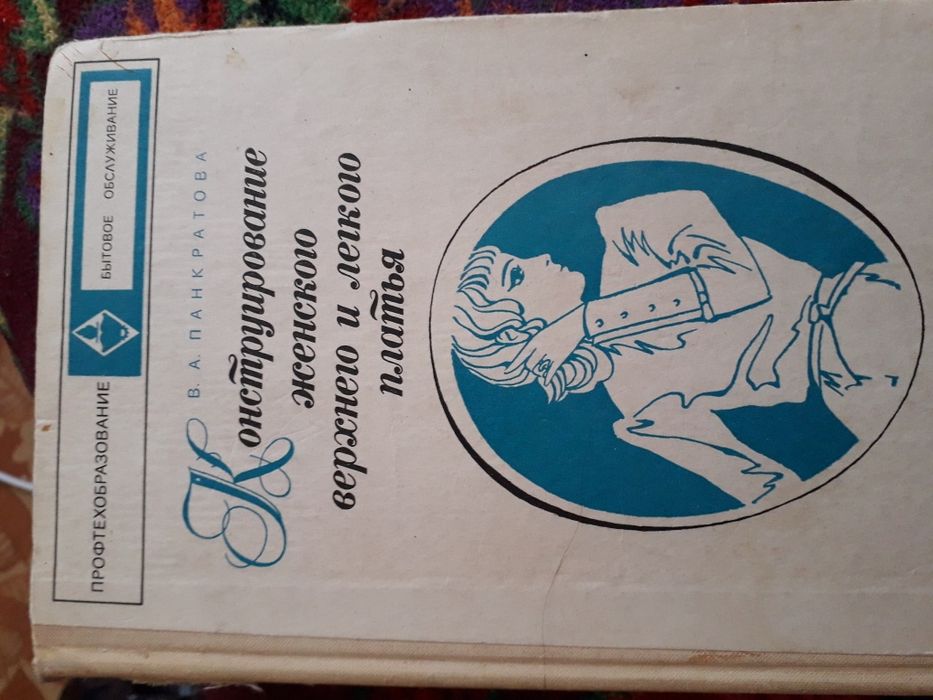 ПРОФТЕХОБРАЗОВАНИЕ
БЫТОВОЕ ОБСЛУЖИВАНИЕ
В. А. ПАНКРАТОВА
Конструирование
женского
верхнего и легкого
платья